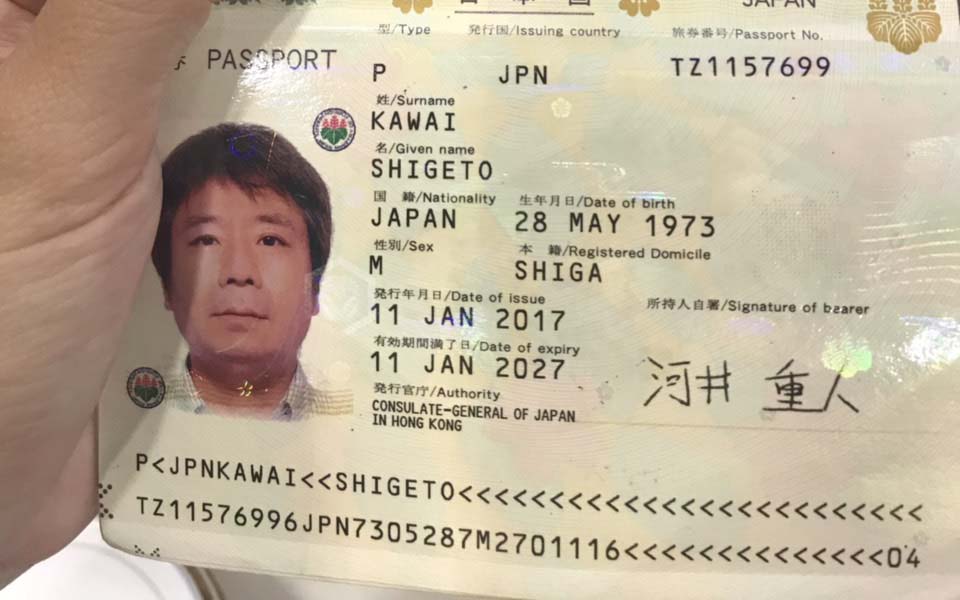 日本国 JAPAN
型/Type 発行国/Issuing country 旅券番号/Passport No.
PASSPORT P JPN TZ1157699
姓/Surname
KAWAI
名/Given name
SHIGETO
国 籍/Nationality 生年月日/Date of birth
JAPAN 28 MAY 1973
性別/Sex 本 籍/Registered Domicile
M SHIGA
発行年月日/Date of issue 所持人自署/Signature of bearer
11 JAN 2017
有効期間満了日/Date of expiry
11 JAN 2027
河井 重人
発行官庁/Authority
CONSULATE-GENERAL OF JAPAN
IN HONG KONG
P<JPNKAWAI<<SHIGETO<<<<<<<<<<<<<<<<<<<<<<<<<
TZ11576996JPN7305287M2701116<<<<<<<<<<<<<<04